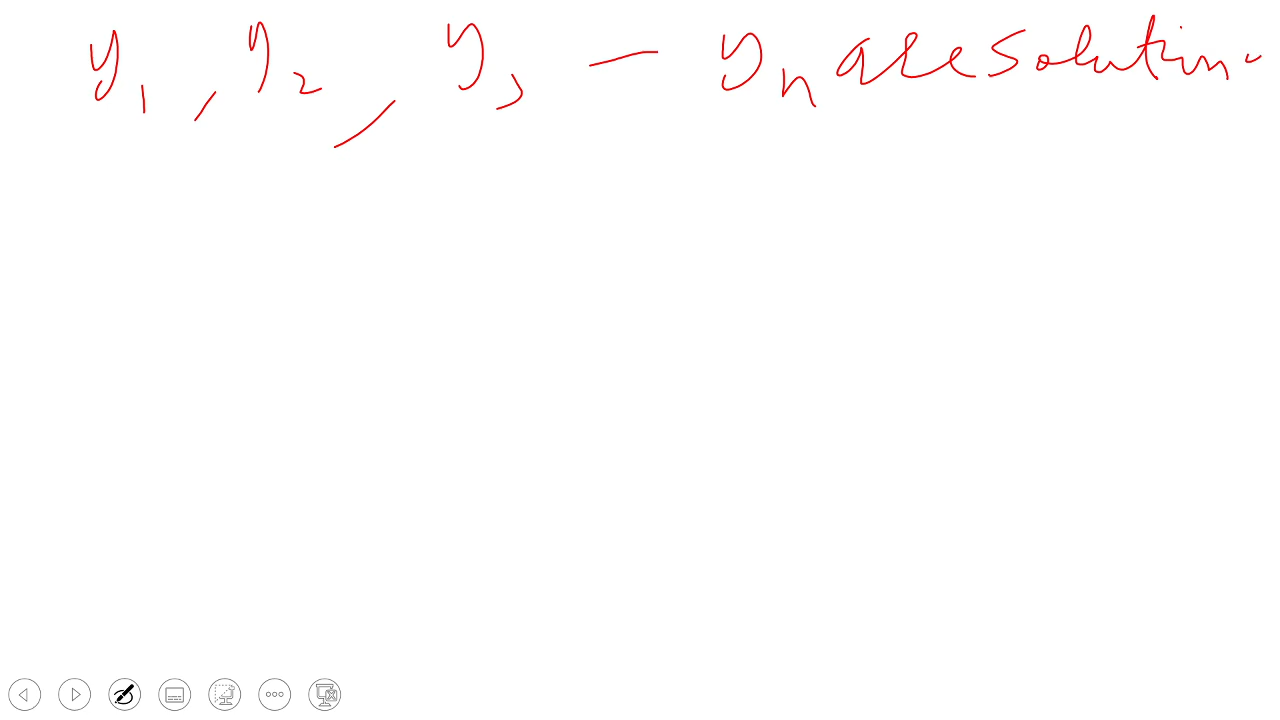 y₁, y₂, y₃ — yₙ are solution